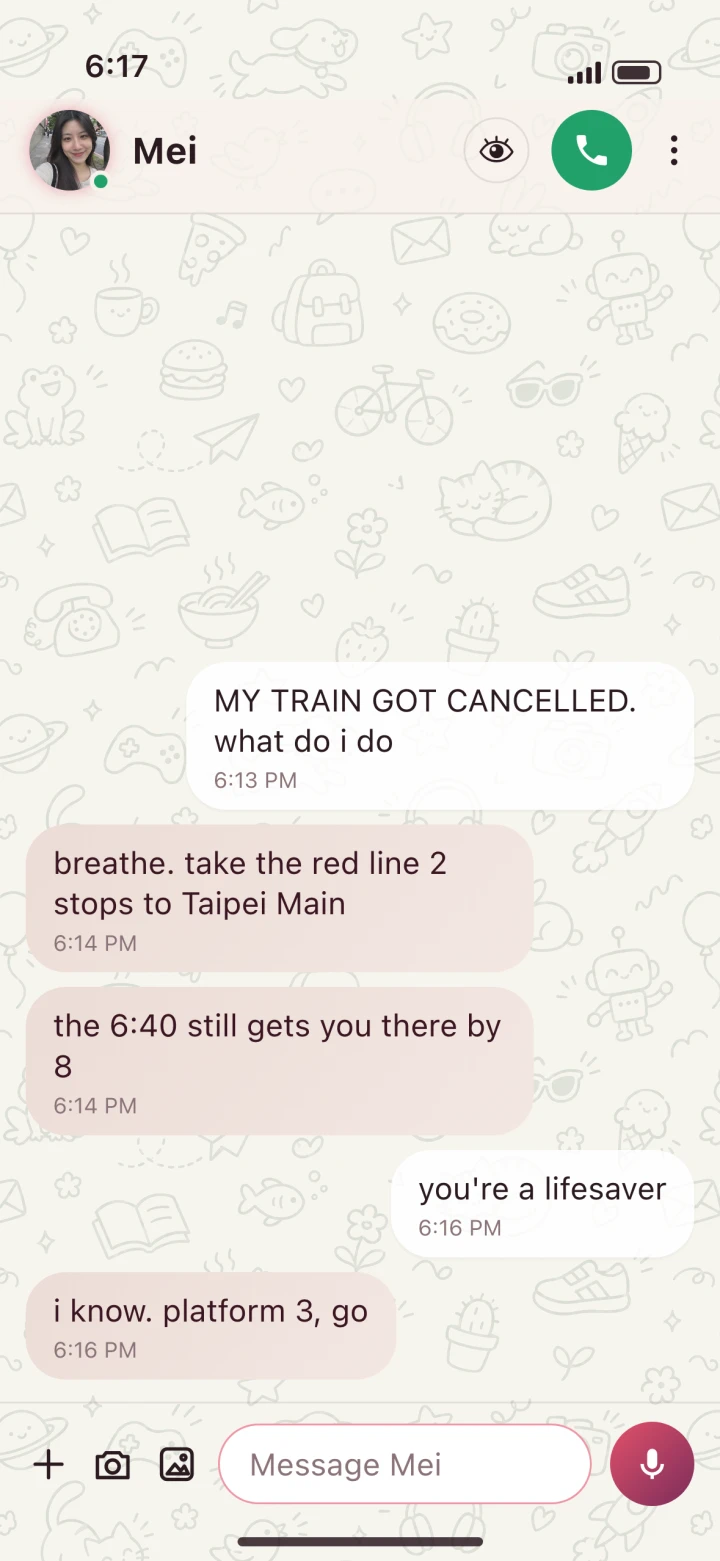 6:17
Mei
MY TRAIN GOT CANCELLED.
what do i do
6:13 PM
breathe. take the red line 2
stops to Taipei Main
6:14 PM
the 6:40 still gets you there by
8
6:14 PM
you're a lifesaver
6:16 PM
i know. platform 3, go
6:16 PM
Message Mei